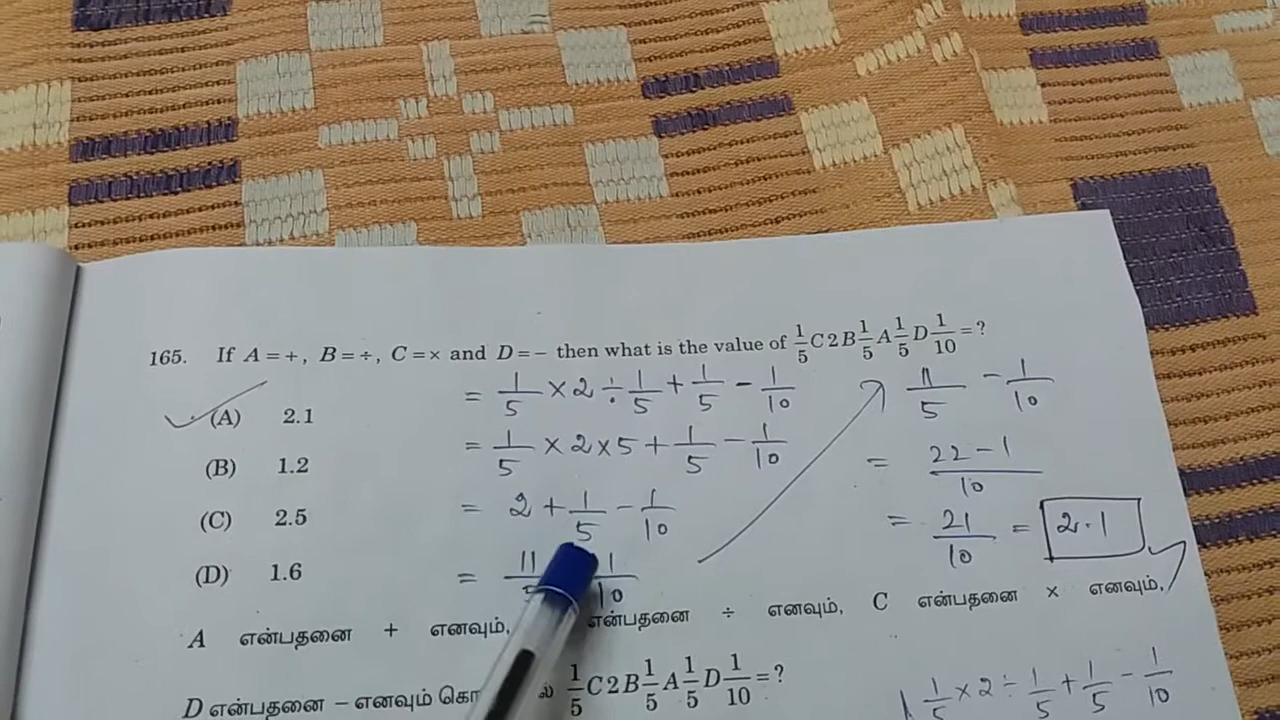 165. If A = +, B = ÷, C = × and D = − then what is the value of 1/5 C 2 B 1/5 A 1/5 D 1/10 = ?
= 1/5 × 2 ÷ 1/5 + 1/5 − 1/10
(A) 2.1
= 1/5 × 2 × 5 + 1/5 − 1/10
(B) 1.2
= 2 + 1/5 − 1/10
(C) 2.5
= 11 1/10
(D) 1.6
11/5 − 1/10
= 22 − 1/10
= 21/10 = 2.1
A என்பதனை + எனவும், என்பதனை ÷ எனவும், C என்பதனை × எனவும்,
D என்பதனை − எனவும் 1/5 C 2 B 1/5 A 1/5 D 1/10 = ?
1/5 × 2 ÷ 1/5 + 1/5 − 1/10